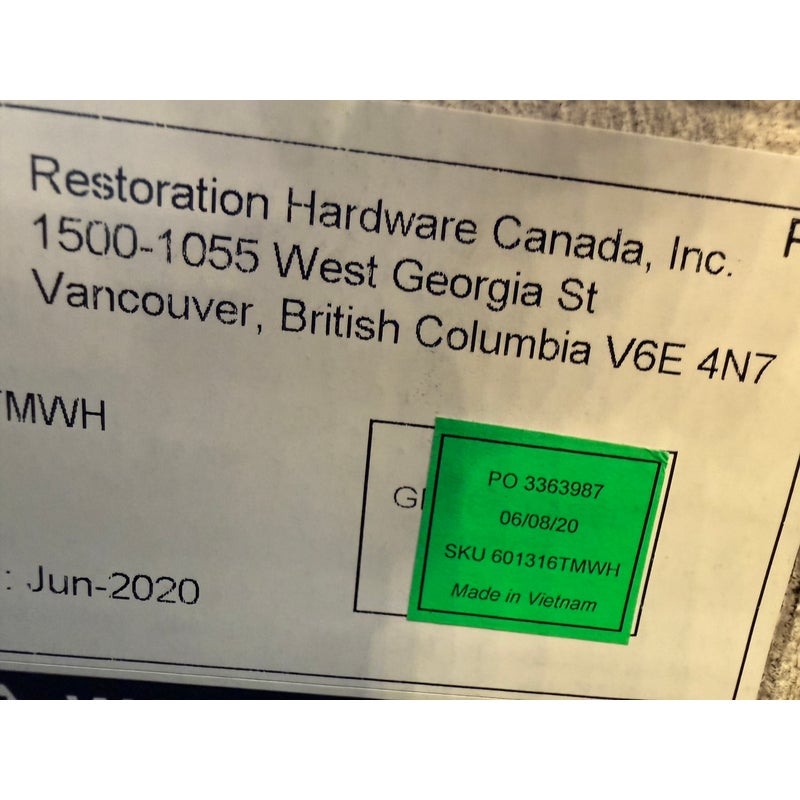 Restoration Hardware Canada, Inc.
1500-1055 West Georgia St
Vancouver, British Columbia V6E 4N7
TMWH
PO 3363987
06/08/20
SKU 601316TMWH
Made in Vietnam
: Jun-2020